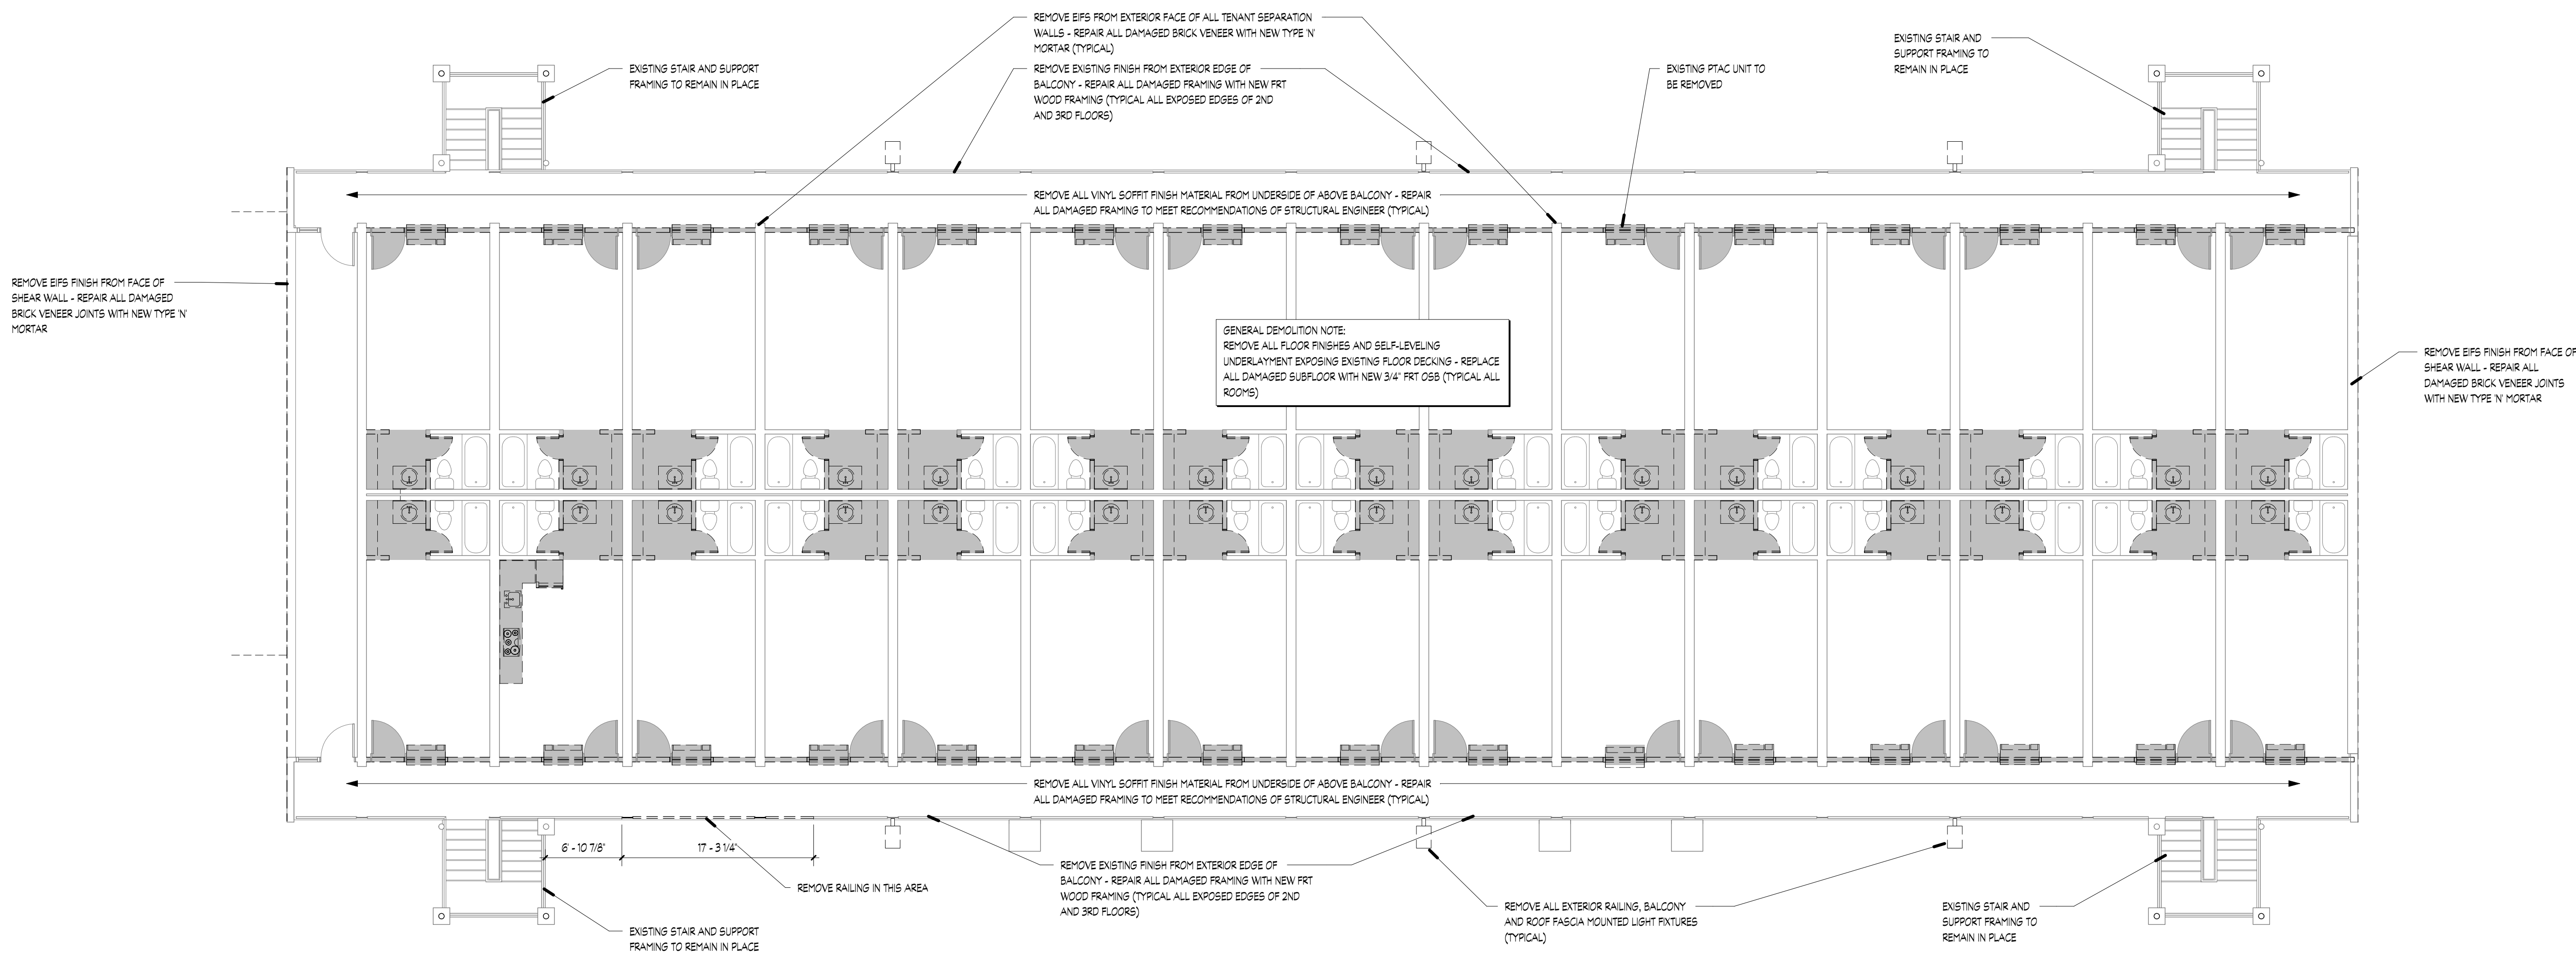 REMOVE EIFS FROM EXTERIOR FACE OF ALL TENANT SEPARATION
WALLS - REPAIR ALL DAMAGED BRICK VENEER WITH NEW TYPE 'N'
MORTAR (TYPICAL)
EXISTING STAIR AND SUPPORT
FRAMING TO REMAIN IN PLACE
REMOVE EXISTING FINISH FROM EXTERIOR EDGE OF
BALCONY - REPAIR ALL DAMAGED FRAMING WITH NEW FRT
WOOD FRAMING (TYPICAL ALL EXPOSED EDGES OF 2ND
AND 3RD FLOORS)
EXISTING PTAC UNIT TO
BE REMOVED
EXISTING STAIR AND
SUPPORT FRAMING TO
REMAIN IN PLACE
REMOVE ALL VINYL SOFFIT FINISH MATERIAL FROM UNDERSIDE OF ABOVE BALCONY - REPAIR
ALL DAMAGED FRAMING TO MEET RECOMMENDATIONS OF STRUCTURAL ENGINEER (TYPICAL)
REMOVE EIFS FINISH FROM FACE OF
SHEAR WALL - REPAIR ALL DAMAGED
BRICK VENEER JOINTS WITH NEW TYPE 'N'
MORTAR
GENERAL DEMOLITION NOTE:
REMOVE ALL FLOOR FINISHES AND SELF-LEVELING
UNDERLAYMENT EXPOSING EXISTING FLOOR DECKING - REPLACE
ALL DAMAGED SUBFLOOR WITH NEW 3/4" FRT OSB (TYPICAL ALL
ROOMS)
REMOVE EIFS FINISH FROM FACE OF
SHEAR WALL - REPAIR ALL
DAMAGED BRICK VENEER JOINTS
WITH NEW TYPE 'N' MORTAR
REMOVE ALL VINYL SOFFIT FINISH MATERIAL FROM UNDERSIDE OF ABOVE BALCONY - REPAIR
ALL DAMAGED FRAMING TO MEET RECOMMENDATIONS OF STRUCTURAL ENGINEER (TYPICAL)
6' - 10 7/8"
17 - 3 1/4"
REMOVE RAILING IN THIS AREA
REMOVE EXISTING FINISH FROM EXTERIOR EDGE OF
BALCONY - REPAIR ALL DAMAGED FRAMING WITH NEW FRT
WOOD FRAMING (TYPICAL ALL EXPOSED EDGES OF 2ND
AND 3RD FLOORS)
REMOVE ALL EXTERIOR RAILING, BALCONY
AND ROOF FASCIA MOUNTED LIGHT FIXTURES
(TYPICAL)
EXISTING STAIR AND
SUPPORT FRAMING TO
REMAIN IN PLACE
EXISTING STAIR AND SUPPORT
FRAMING TO REMAIN IN PLACE